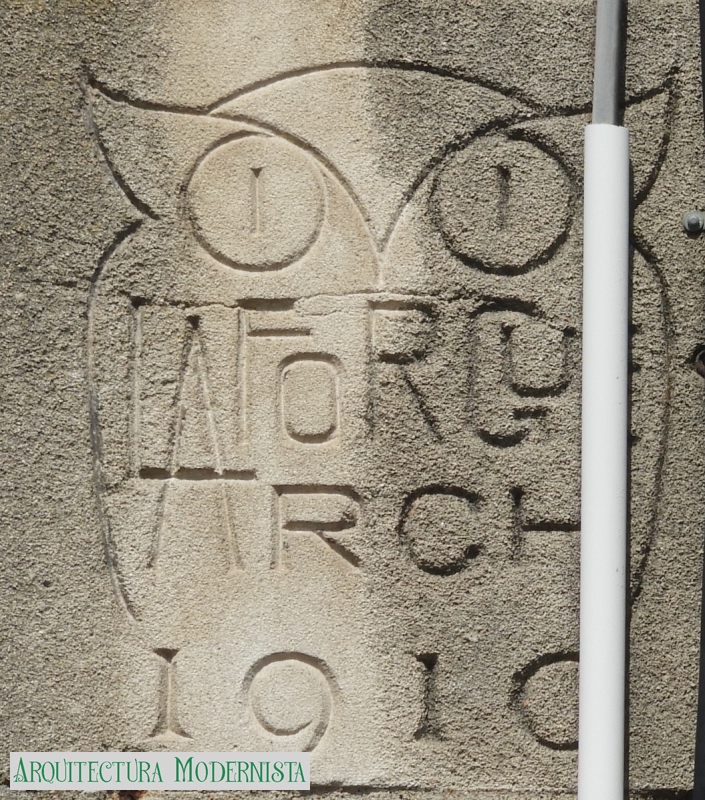 LAFORGUE
ARCH
1910
Arquitectura Modernista